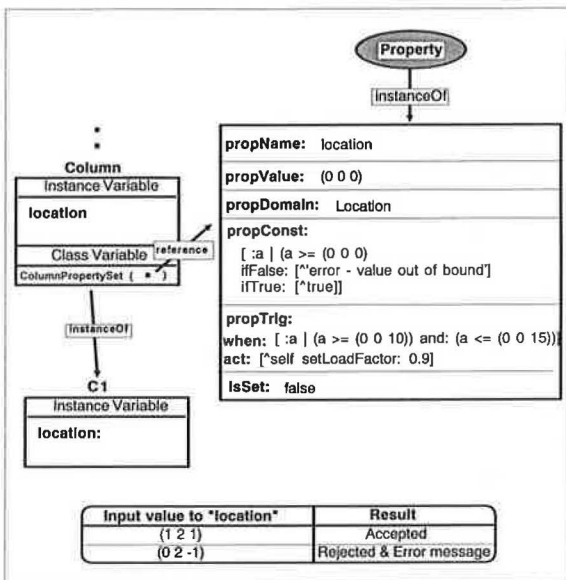 Property
instanceOf
Column
Instance Variable
location
Class Variable
ColumnPropertySet ( * )
reference
instanceOf
C1
Instance Variable
location:
propName: location
propValue: (0 0 0)
propDomain: Location
propConst:
[ :a | (a >= (0 0 0)
ifFalse: [^'error - value out of bound']
ifTrue: [^true]]
propTrig:
when: [ :a | (a >= (0 0 10)) and: (a <= (0 0 15))]
act: [^self setLoadFactor: 0.9]
IsSet: false
Input value to "location" Result
(1 2 1) Accepted
(0 2 -1) Rejected & Error message